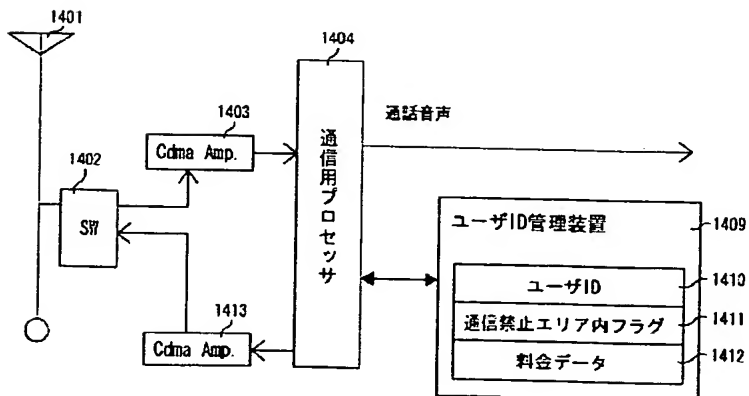 1401
1404
通話音声
1403
Cdma Amp.
1402
SW
通信用プロセッサ
ユーザID管理装置
1409
ユーザID
1410
通信禁止エリア内フラグ
1411
料金データ
1412
1413
Cdma Amp.